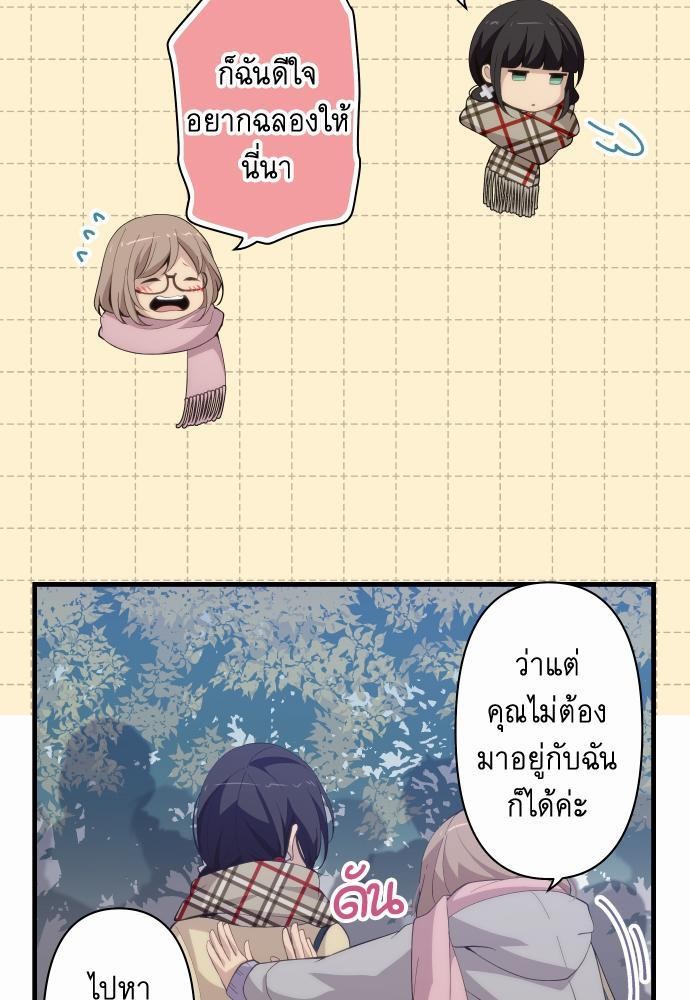 ก็ฉันดีใจ
อยากฉลองให้
นี่นา
ว่าแต่
คุณไม่ต้อง
มาอยู่กับฉัน
ก็ได้ค่ะ
ดัน
ไปหา